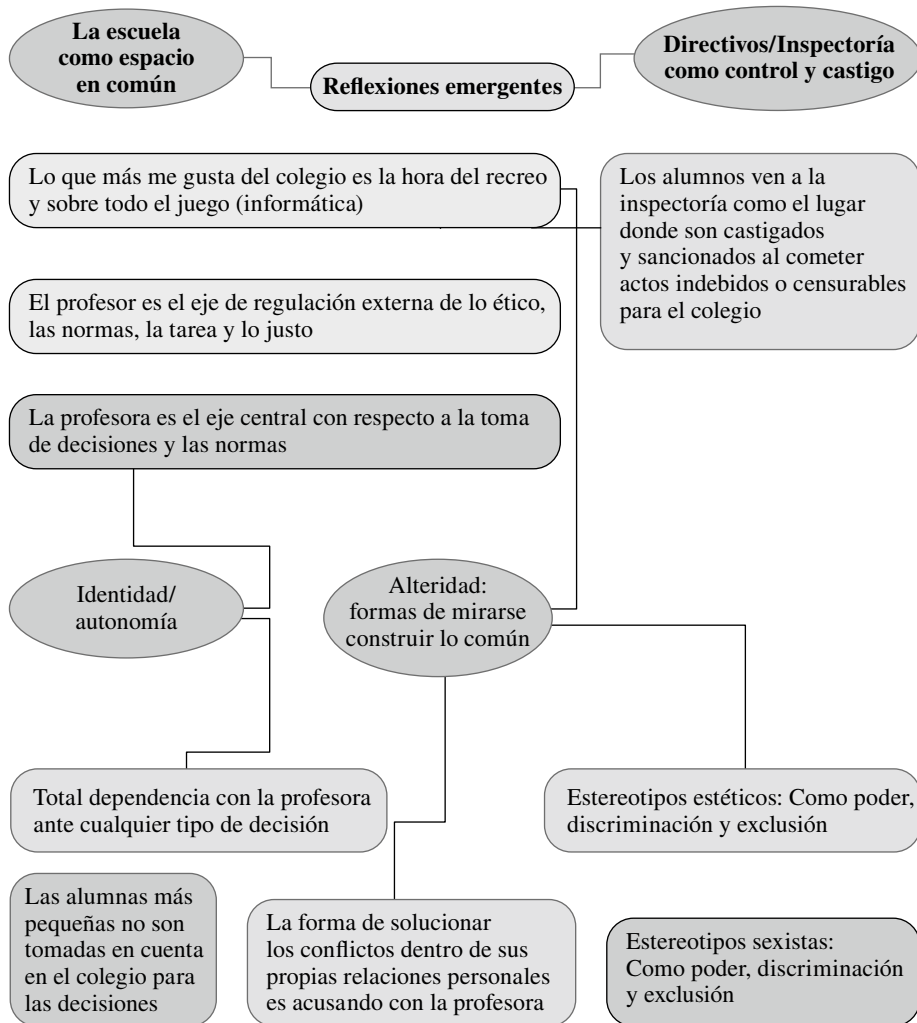 La escuela
como espacio
en común
Reflexiones emergentes
Directivos/Inspectoría
como control y castigo
Lo que más me gusta del colegio es la hora del recreo
y sobre todo el juego (informática)
Los alumnos ven a la
inspectoría como el lugar
donde son castigados
y sancionados al cometer
actos indebidos o censurables
para el colegio
El profesor es el eje de regulación externa de lo ético,
las normas, la tarea y lo justo
La profesora es el eje central con respecto a la toma
de decisiones y las normas
Identidad/
autonomía
Alteridad:
formas de mirarse
construir lo común
Total dependencia con la profesora
ante cualquier tipo de decisión
Estereotipos estéticos: Como poder,
discriminación y exclusión
Las alumnas más
pequeñas no son
tomadas en cuenta
en el colegio para
las decisiones
La forma de solucionar
los conflictos dentro de sus
propias relaciones personales
es acusando con la profesora
Estereotipos sexistas:
Como poder, discriminación
y exclusión